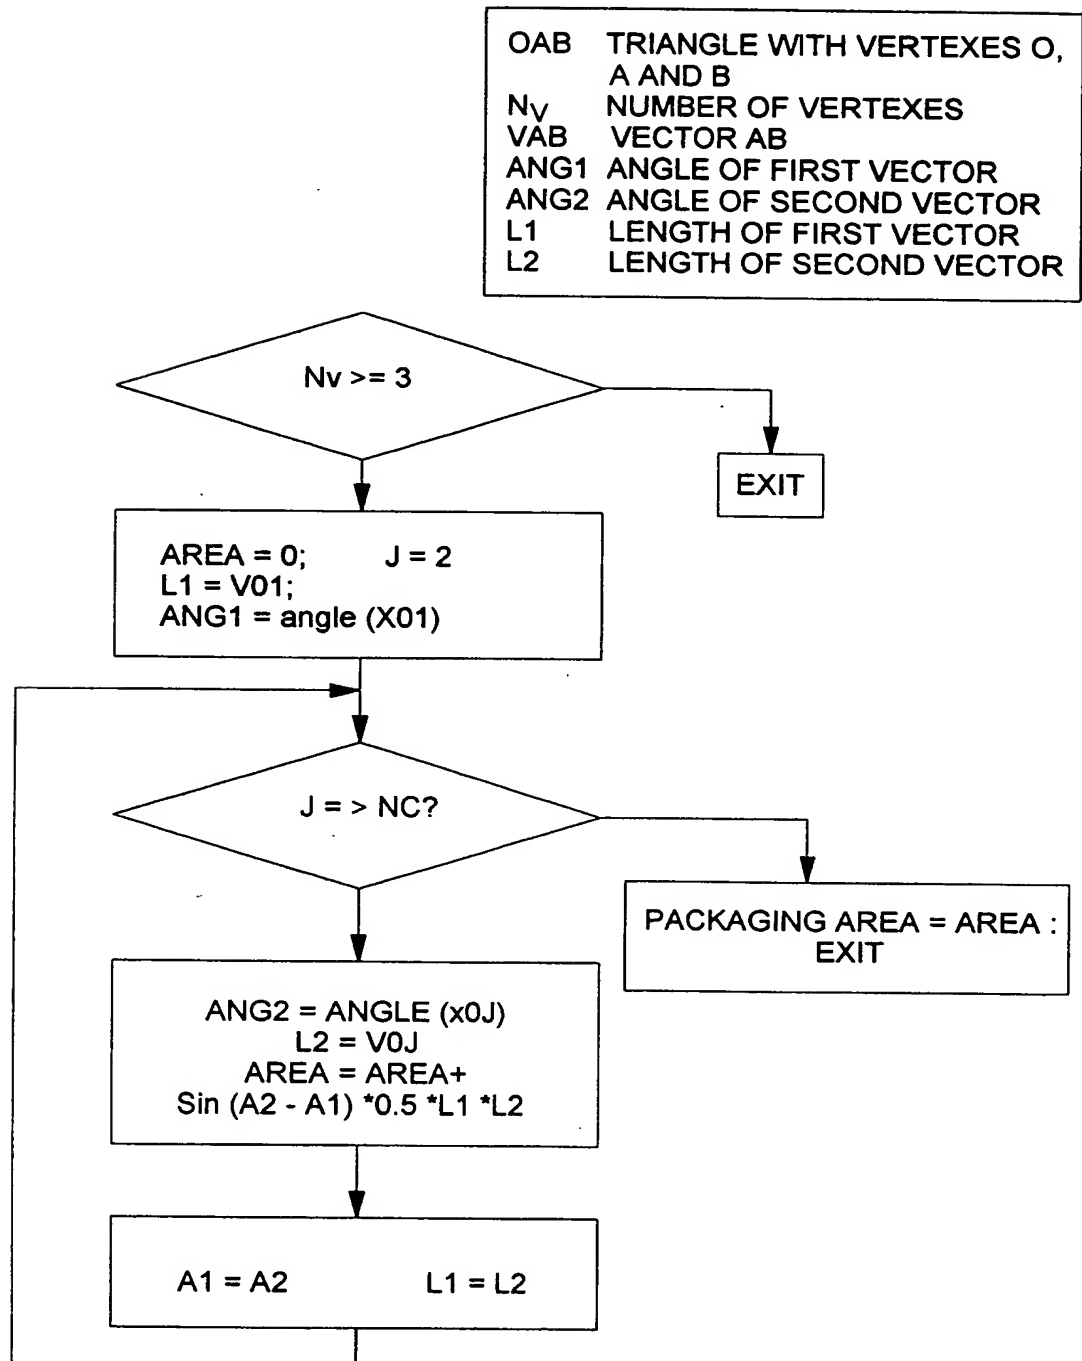 OAB TRIANGLE WITH VERTEXES O,
A AND B
NV NUMBER OF VERTEXES
VAB VECTOR AB
ANG1 ANGLE OF FIRST VECTOR
ANG2 ANGLE OF SECOND VECTOR
L1 LENGTH OF FIRST VECTOR
L2 LENGTH OF SECOND VECTOR
Nv >= 3
EXIT
AREA = 0; J = 2
L1 = V01;
ANG1 = angle (X01)
J = > NC?
PACKAGING AREA = AREA :
EXIT
ANG2 = ANGLE (x0J)
L2 = V0J
AREA = AREA+
Sin (A2 - A1) *0.5 *L1 *L2
A1 = A2 L1 = L2